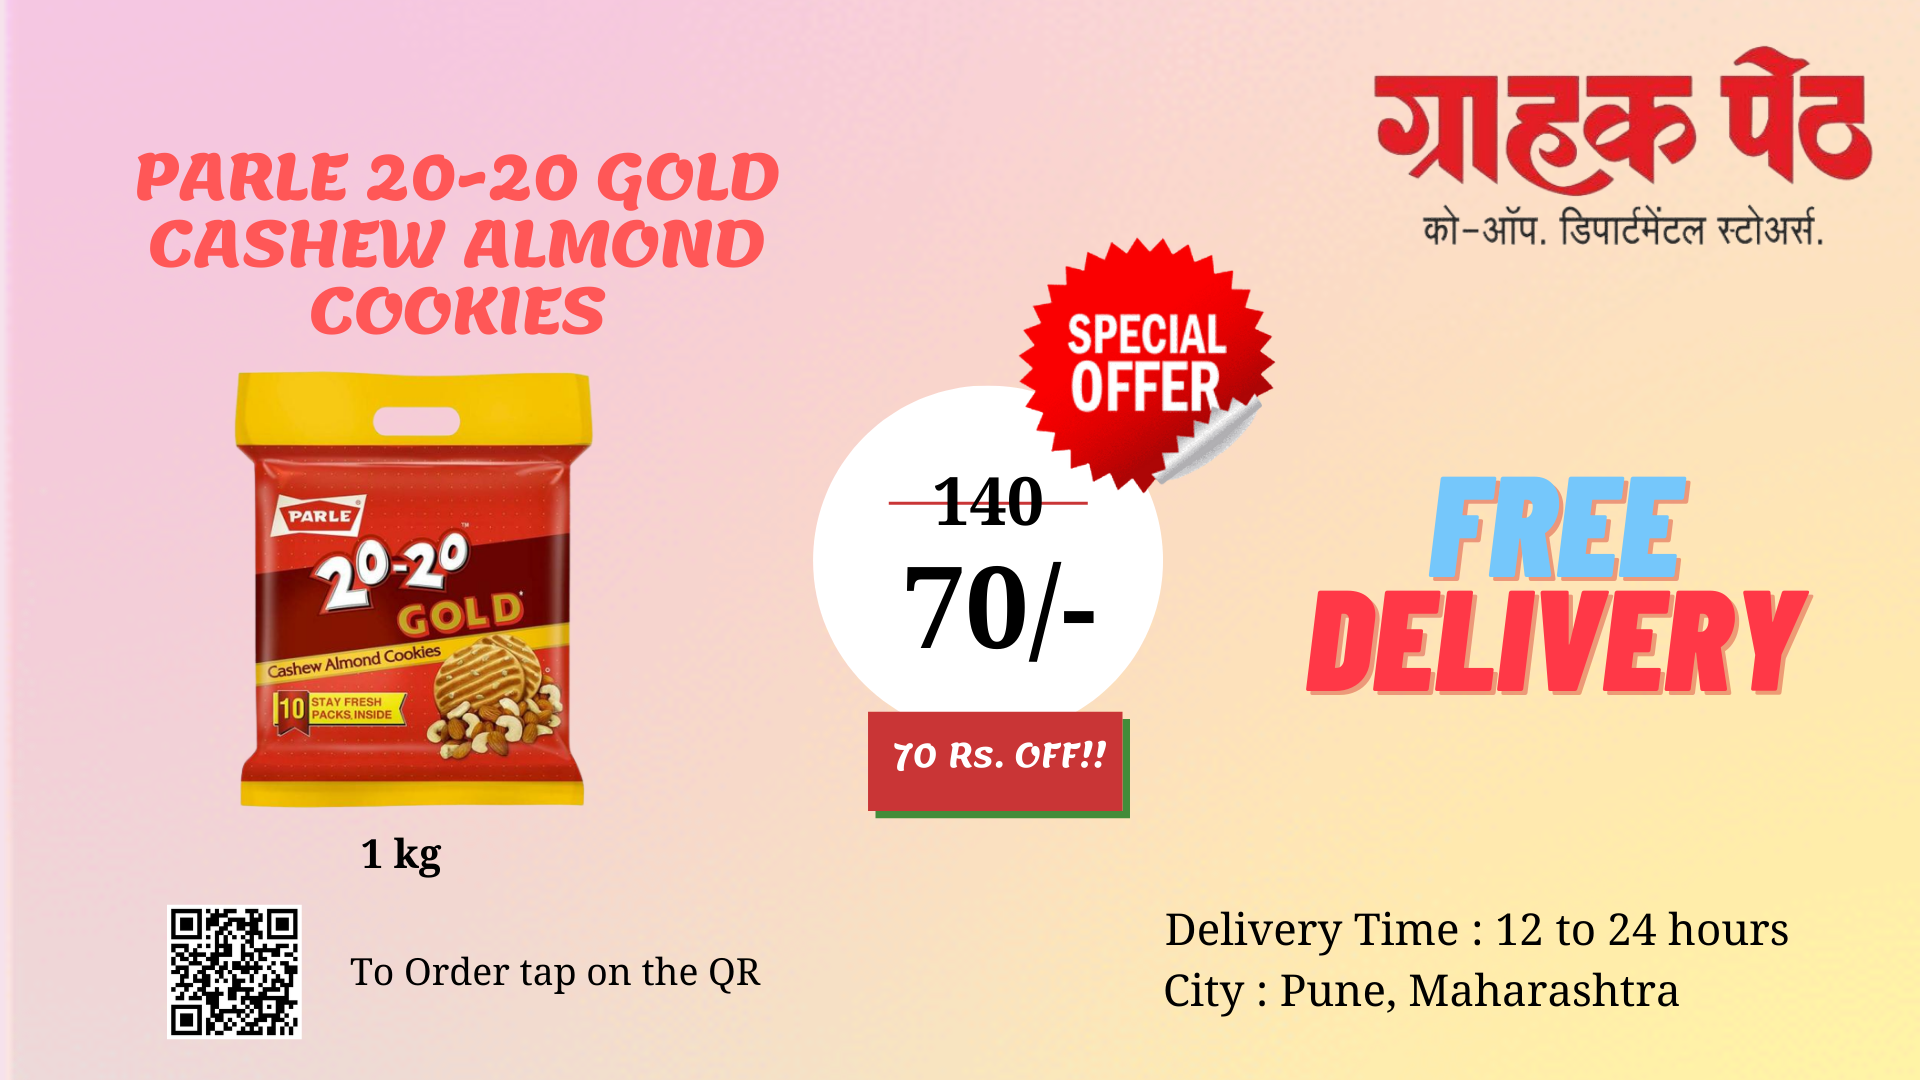 ग्राहक पेठ
को-ऑप. डिपार्टमेंटल स्टोअर्स.
PARLE 20-20 GOLD
CASHEW ALMOND
COOKIES
SPECIAL
OFFER
140
70/-
70 Rs. OFF!!
FREE
DELIVERY
PARLE
20-20
GOLD
Cashew Almond Cookies
10 STAY FRESH
PACKS INSIDE
1 kg
To Order tap on the QR
Delivery Time : 12 to 24 hours
City : Pune, Maharashtra